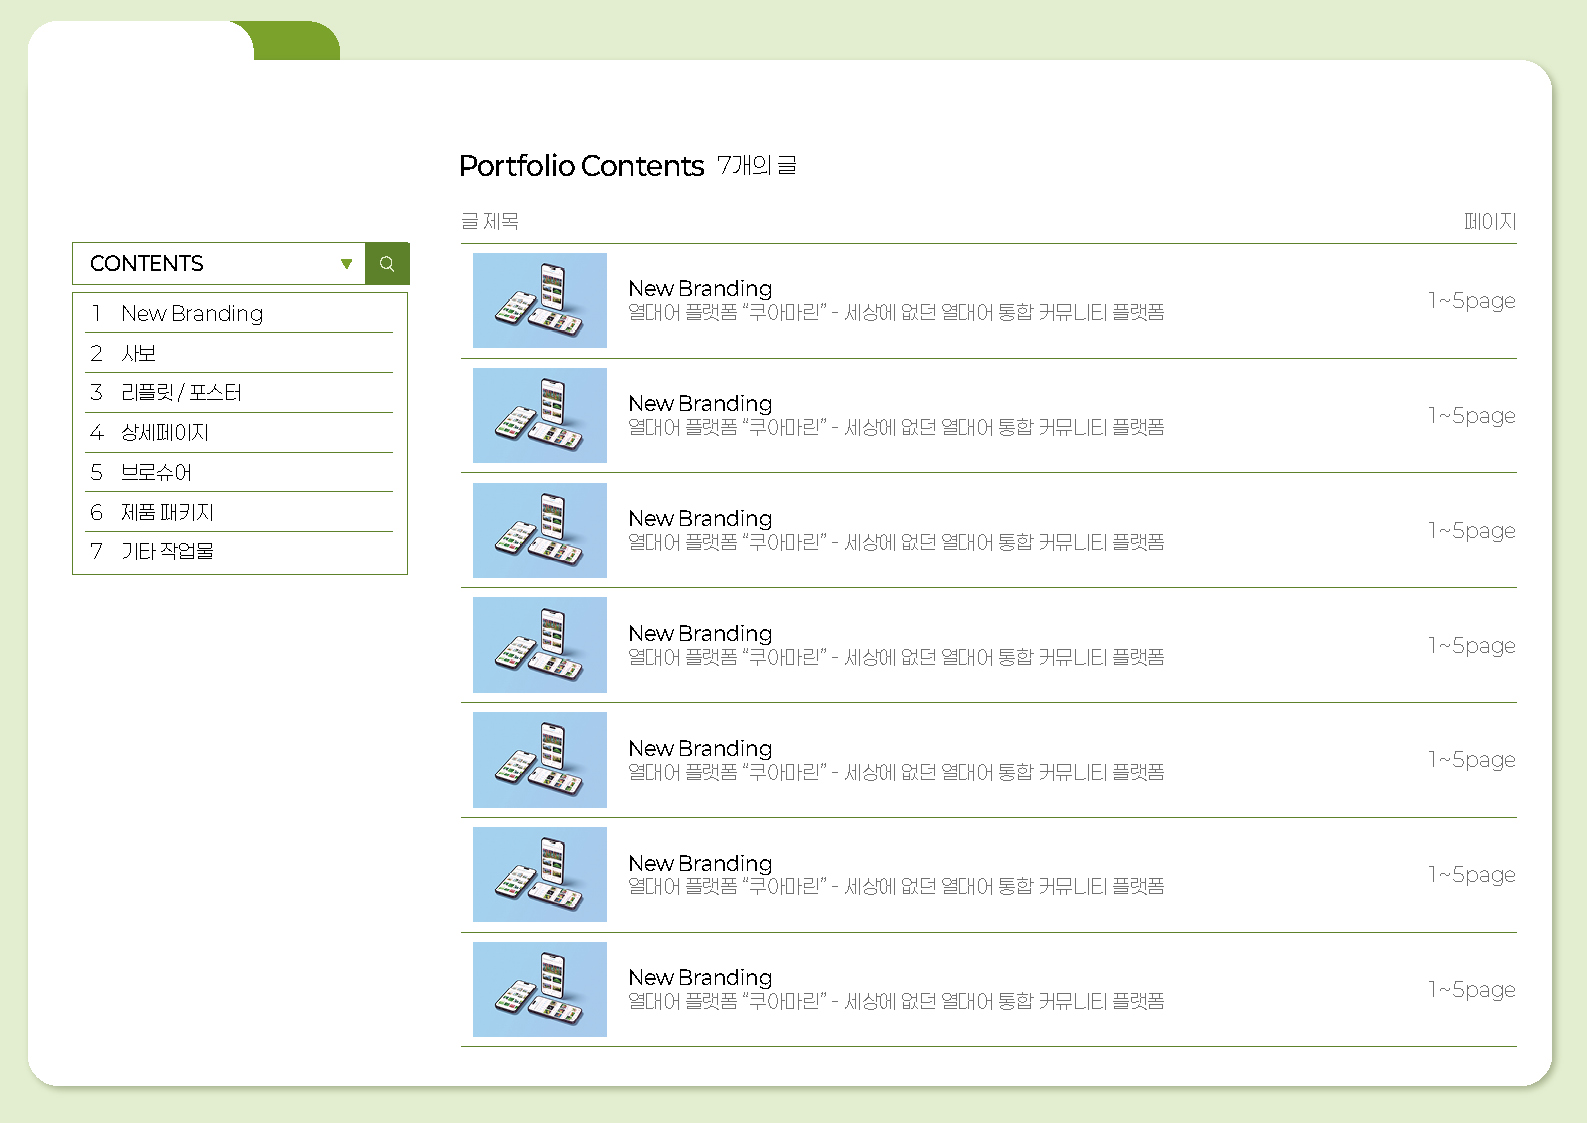 Portfolio Contents 7개의 글
글 제목 페이지
CONTENTS
1 New Branding
2 사보
3 리플릿 / 포스터
4 상세페이지
5 브로슈어
6 제품 패키지
7 기타 작업물
New Branding
열대어 플랫폼 “쿠아마린” - 세상에 없던 열대어 통합 커뮤니티 플랫폼
1~5page
New Branding
열대어 플랫폼 “쿠아마린” - 세상에 없던 열대어 통합 커뮤니티 플랫폼
1~5page
New Branding
열대어 플랫폼 “쿠아마린” - 세상에 없던 열대어 통합 커뮤니티 플랫폼
1~5page
New Branding
열대어 플랫폼 “쿠아마린” - 세상에 없던 열대어 통합 커뮤니티 플랫폼
1~5page
New Branding
열대어 플랫폼 “쿠아마린” - 세상에 없던 열대어 통합 커뮤니티 플랫폼
1~5page
New Branding
열대어 플랫폼 “쿠아마린” - 세상에 없던 열대어 통합 커뮤니티 플랫폼
1~5page
New Branding
열대어 플랫폼 “쿠아마린” - 세상에 없던 열대어 통합 커뮤니티 플랫폼
1~5page